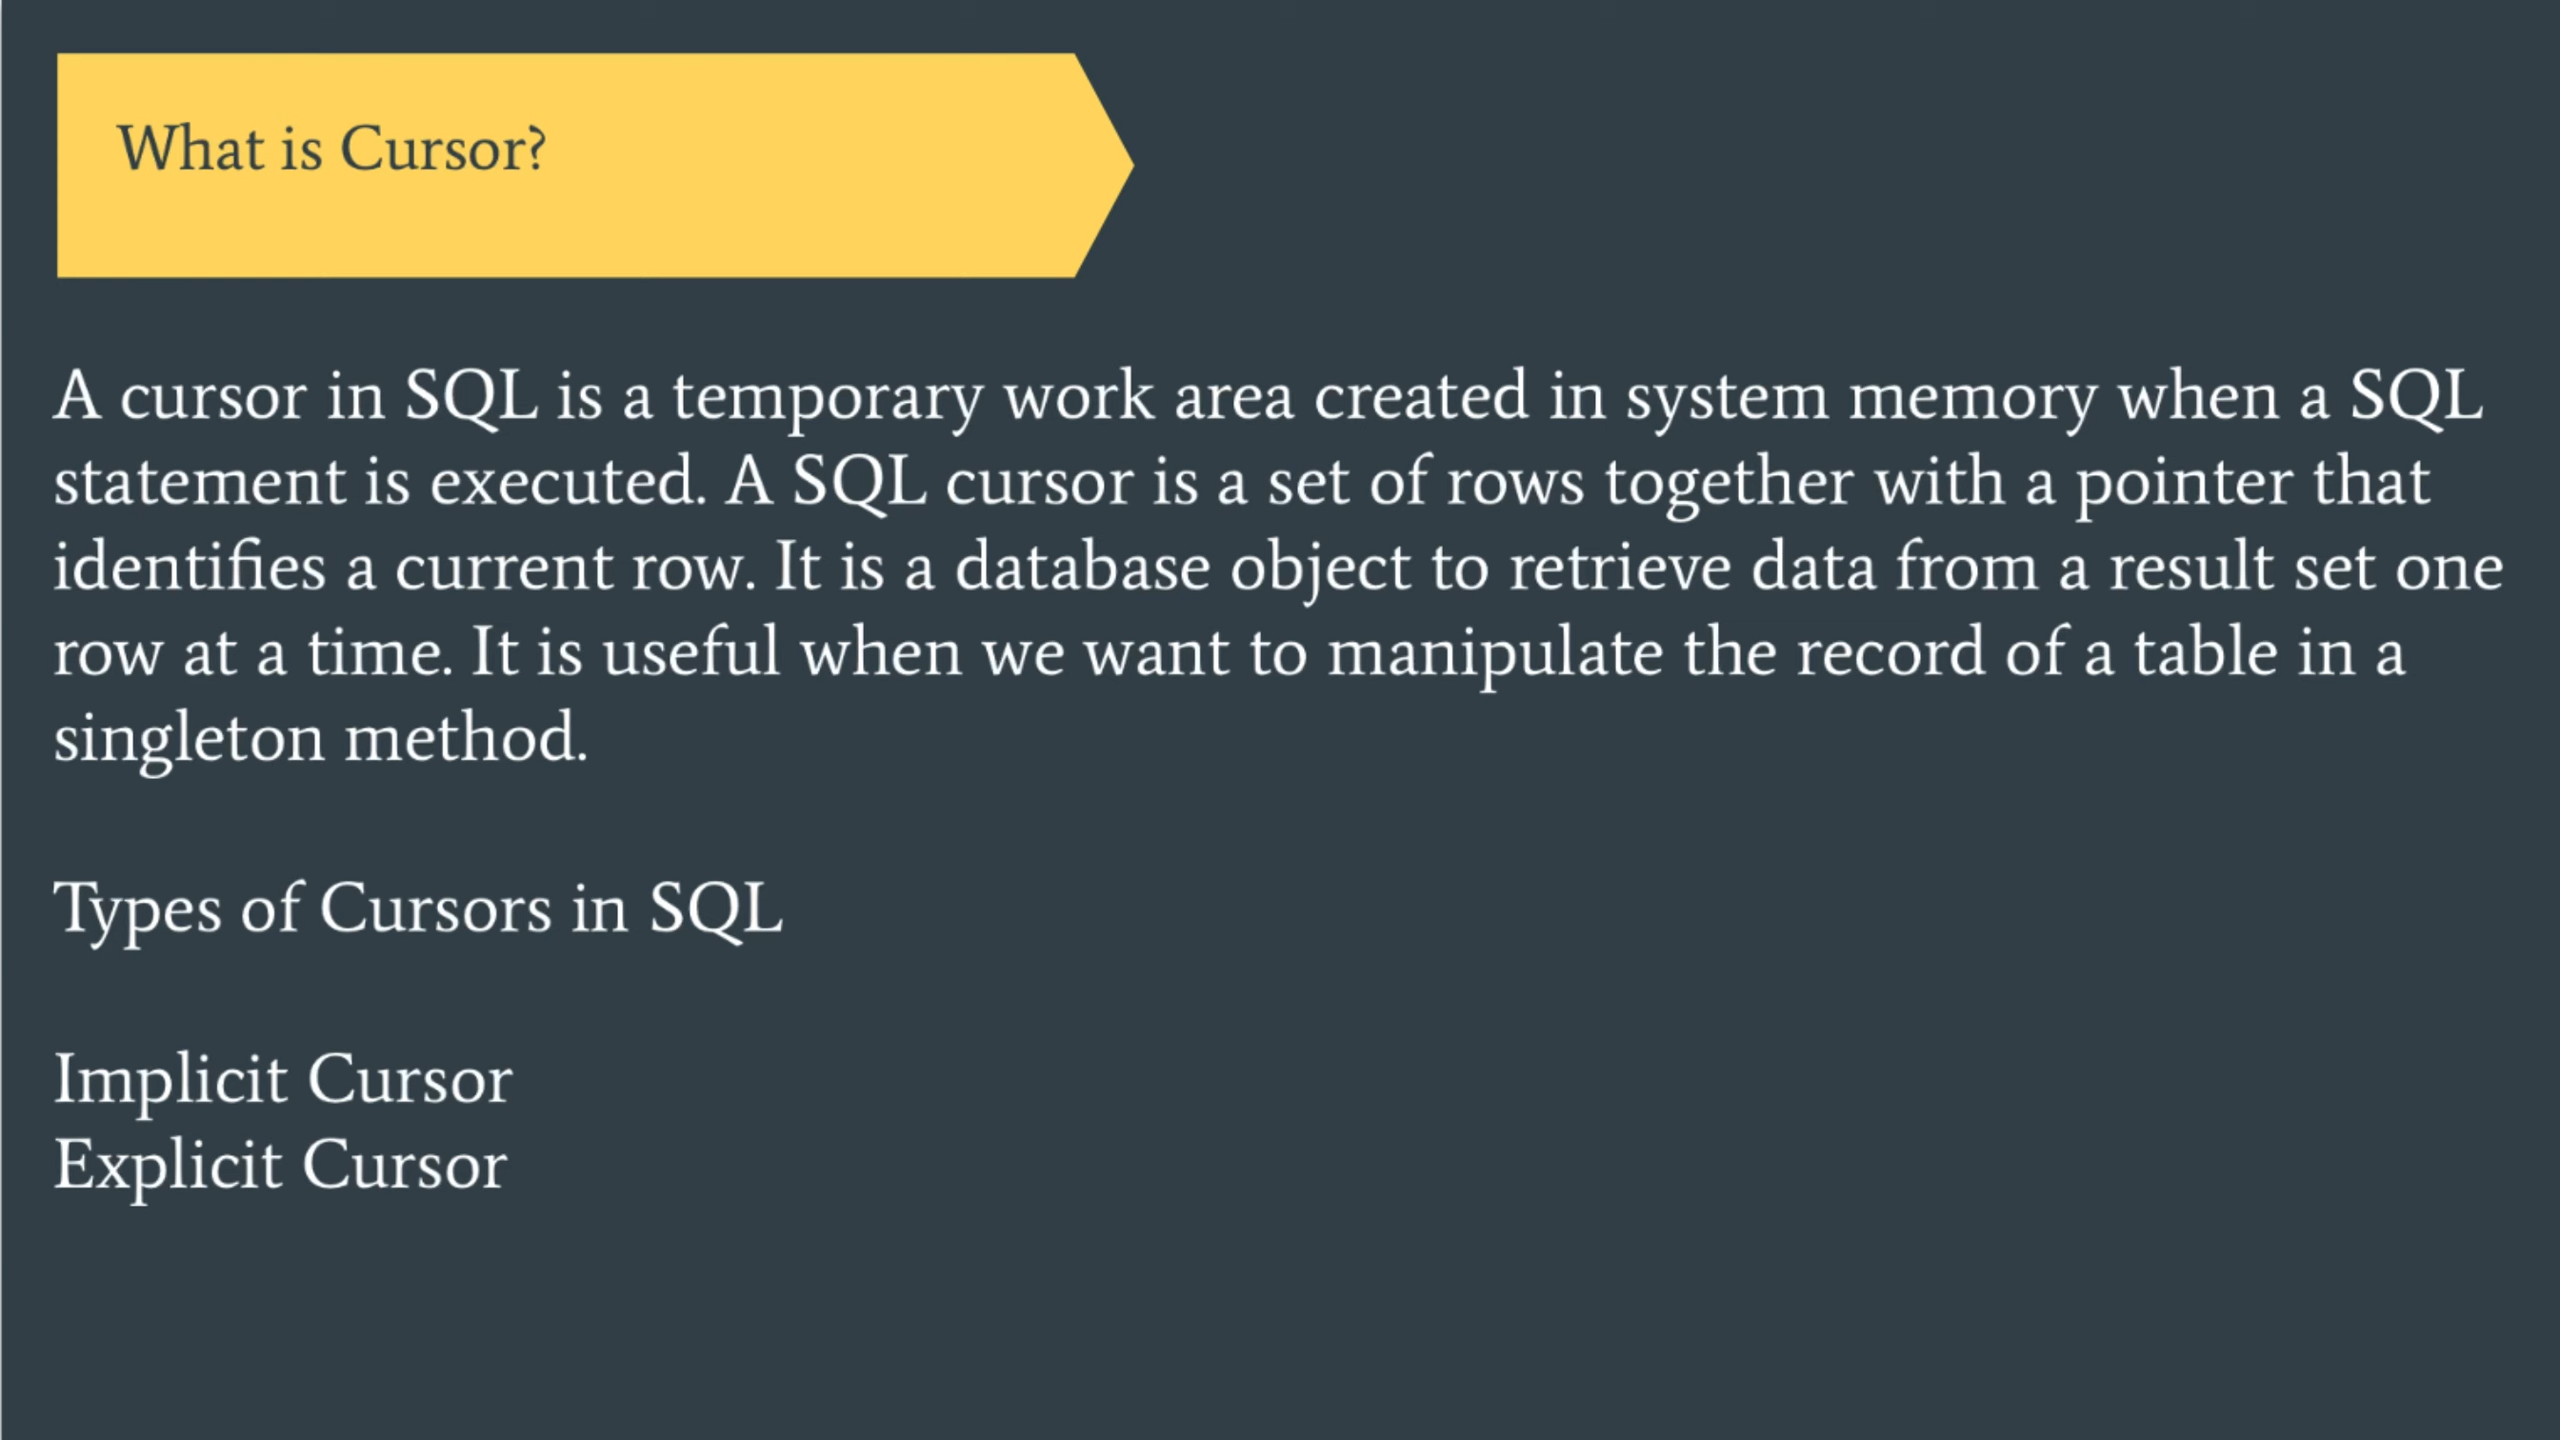 What is Cursor?
A cursor in SQL is a temporary work area created in system memory when a SQL
statement is executed. A SQL cursor is a set of rows together with a pointer that
identifies a current row. It is a database object to retrieve data from a result set one
row at a time. It is useful when we want to manipulate the record of a table in a
singleton method.
Types of Cursors in SQL
Implicit Cursor
Explicit Cursor